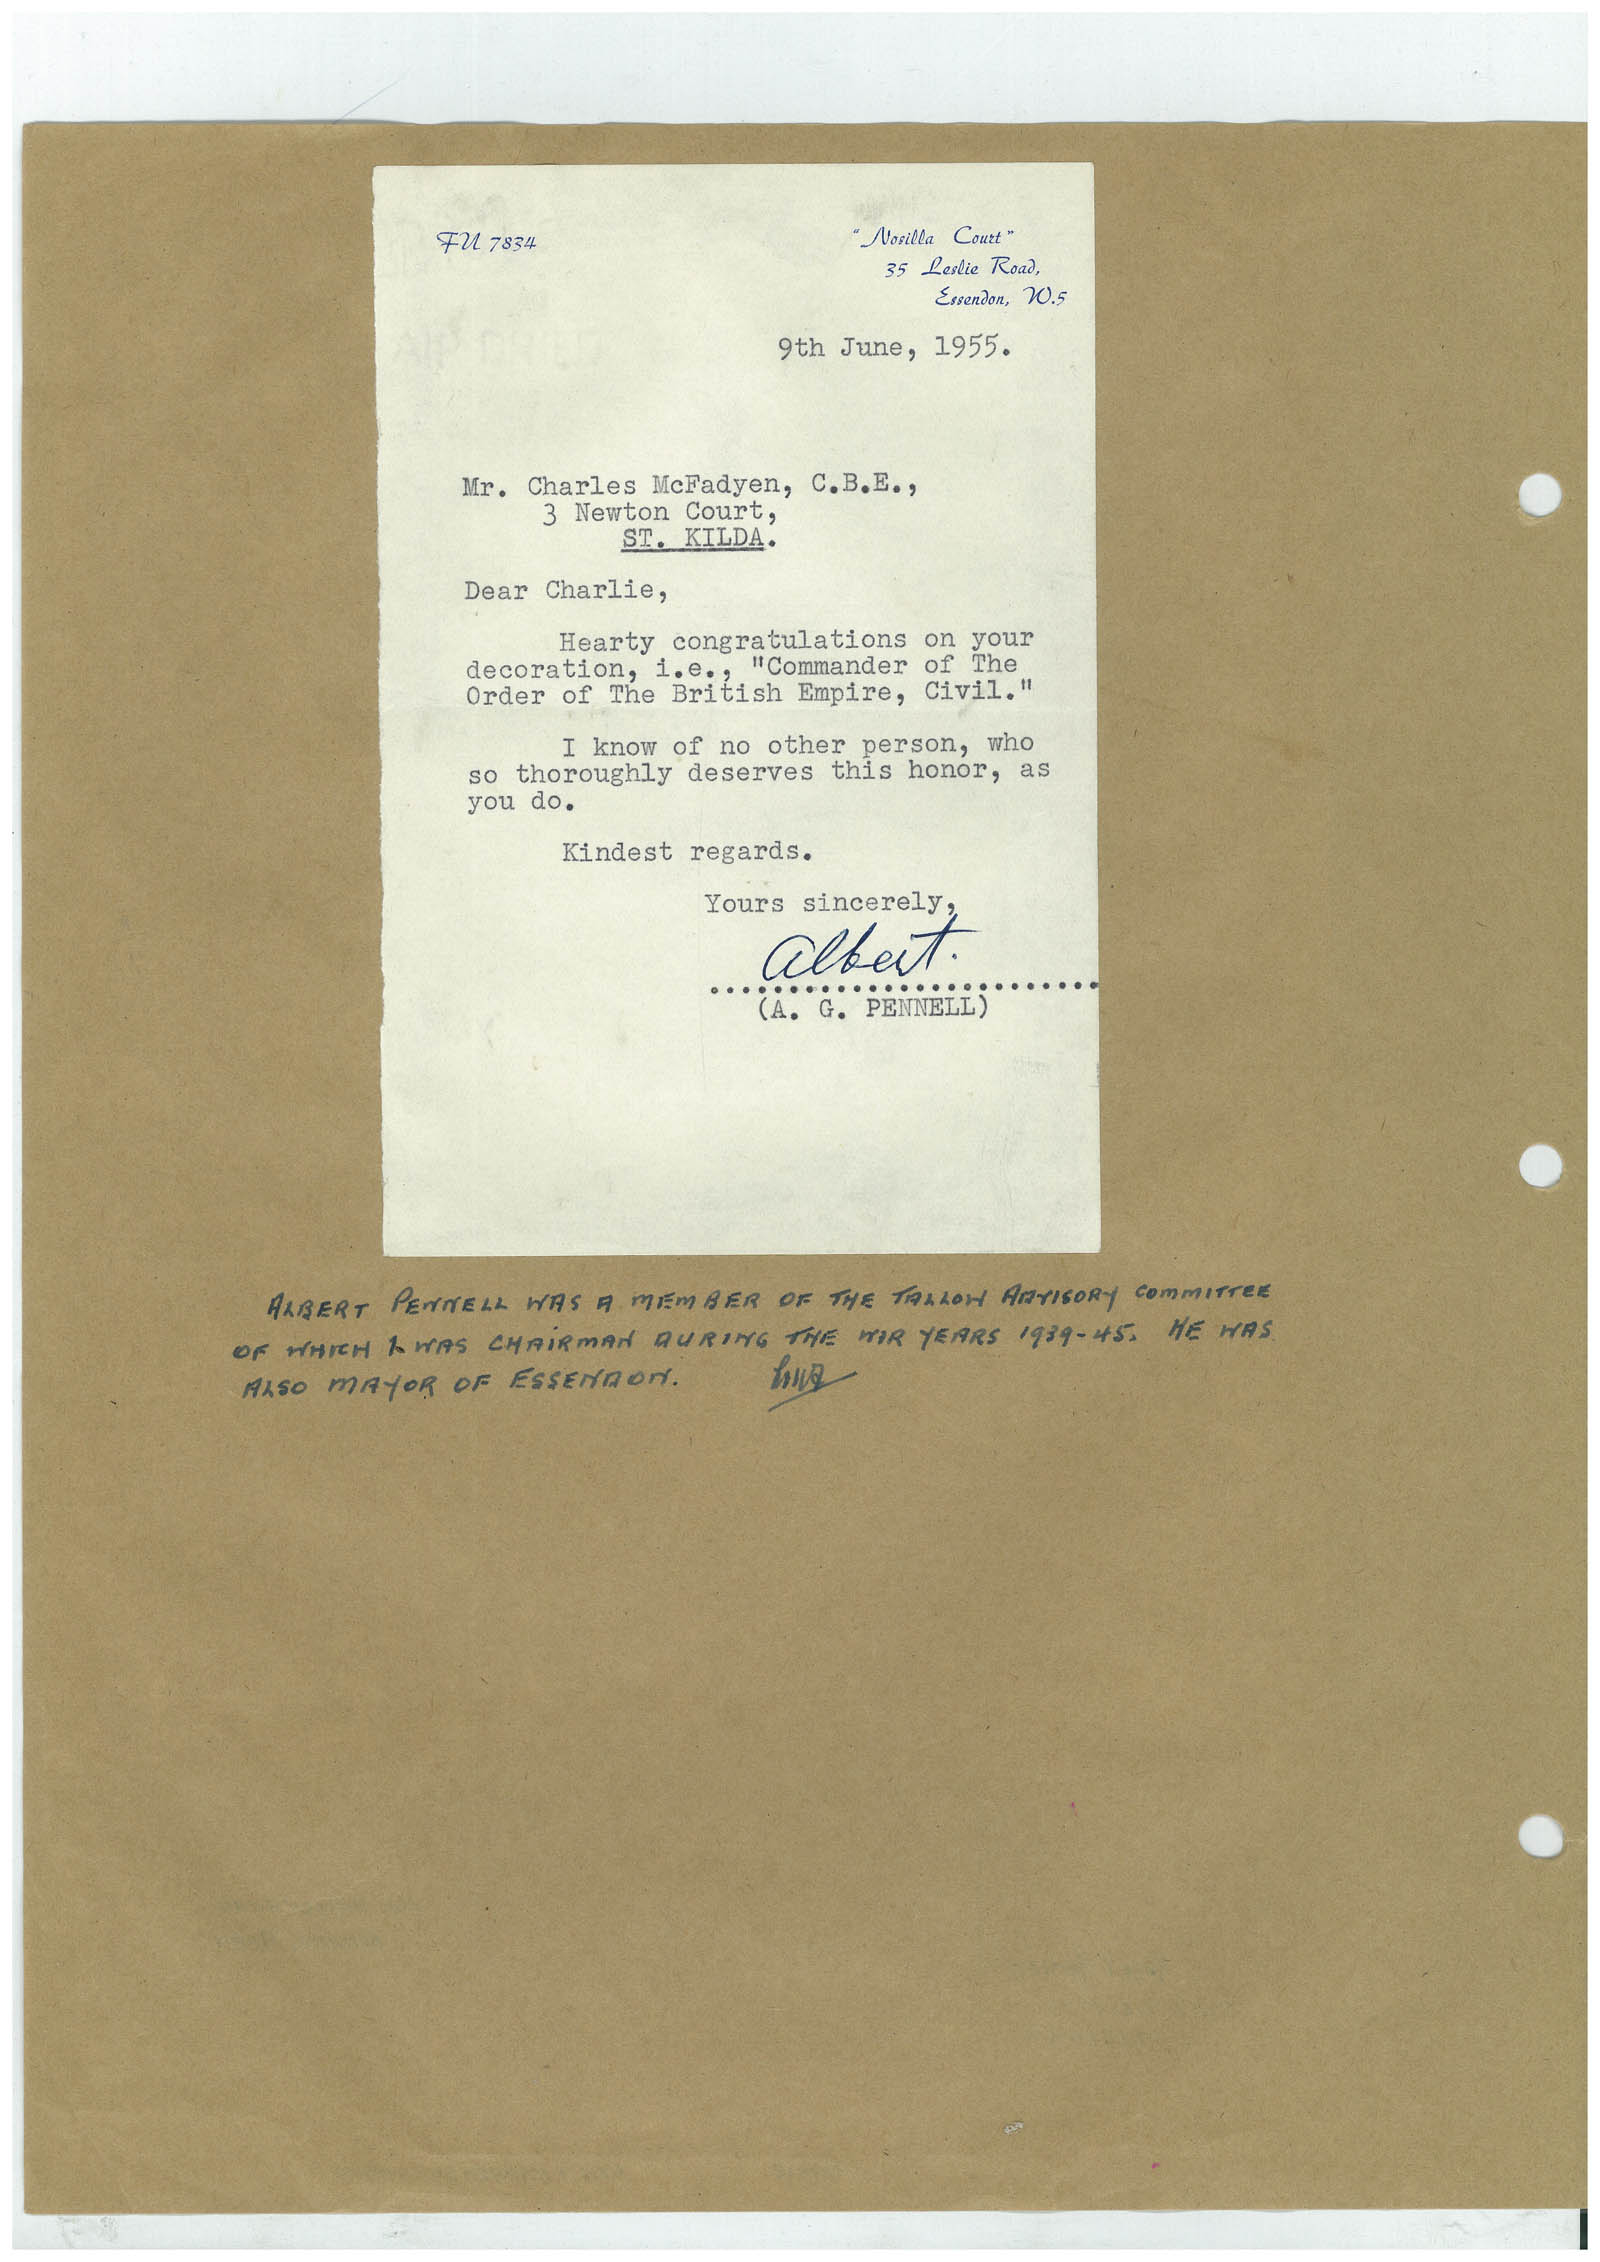 FU 7834
"Nosilla Court"
35 Leslie Road,
Essendon, W.5
9th June, 1955.
Mr. Charles McFadyen, C.B.E.,
3 Newton Court,
ST. KILDA.
Dear Charlie,
Hearty congratulations on your
decoration, i.e., "Commander of The
Order of The British Empire, Civil."
I know of no other person, who
so thoroughly deserves this honor, as
you do.
Kindest regards.
Yours sincerely,
Albert.
(A. G. PENNELL)
ALBERT PENNELL WAS A MEMBER OF THE TALLOW ADVISORY COMMITTEE
OF WHICH I WAS CHAIRMAN DURING THE WAR YEARS 1939-45. HE WAS
ALSO MAYOR OF ESSENDON.